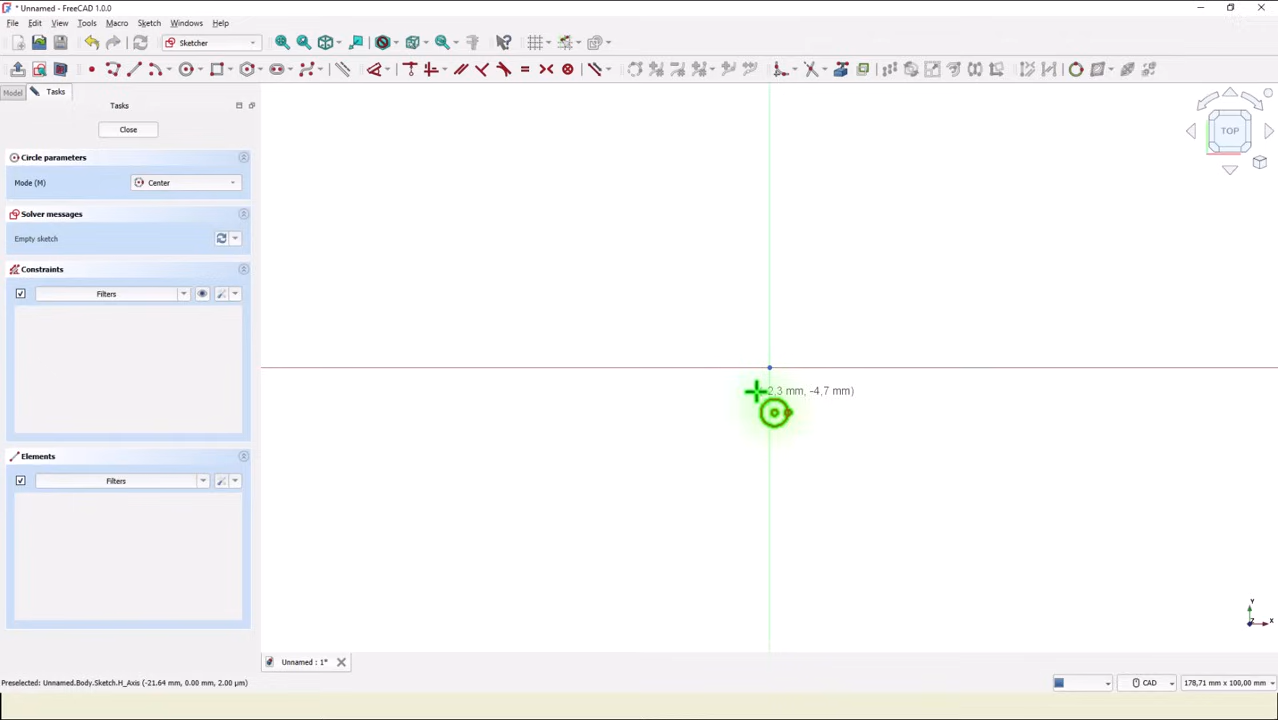 * Unnamed - FreeCAD 1.0.0
File Edit View Tools Macro Sketch Windows Help
Sketcher
Model Tasks
Tasks
Close
Circle parameters
Mode (M) Center
Solver messages
Empty sketch
Constraints
Filters
Elements
Filters
TOP
2,3 mm, -4,7 mm)
Y
X
Z
Unnamed : 1*
Preselected: Unnamed.Body.Sketch.H_Axis (-21.64 mm, 0.00 mm, 2.00 µm)
CAD
178,71 mm x 100,00 mm